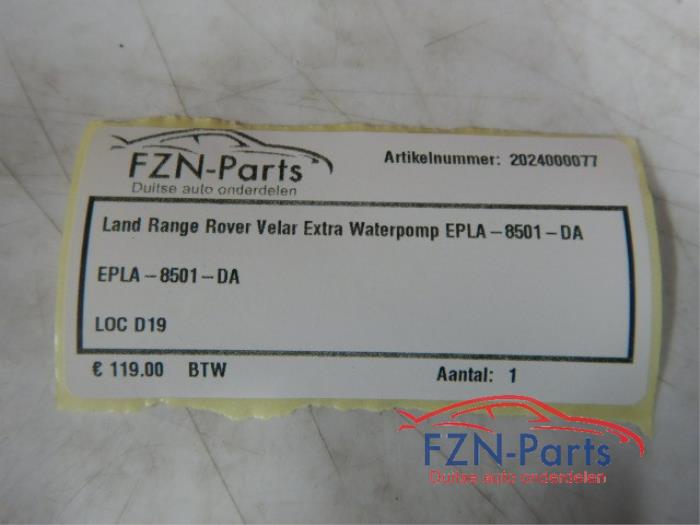 FZN-Parts
Duitse auto onderdelen
Artikelnummer: 2024000077
Land Range Rover Velar Extra Waterpomp EPLA-8501-DA
EPLA-8501-DA
LOC D19
€ 119.00 BTW
Aantal: 1
FZN-Parts
Duitse auto onderdelen